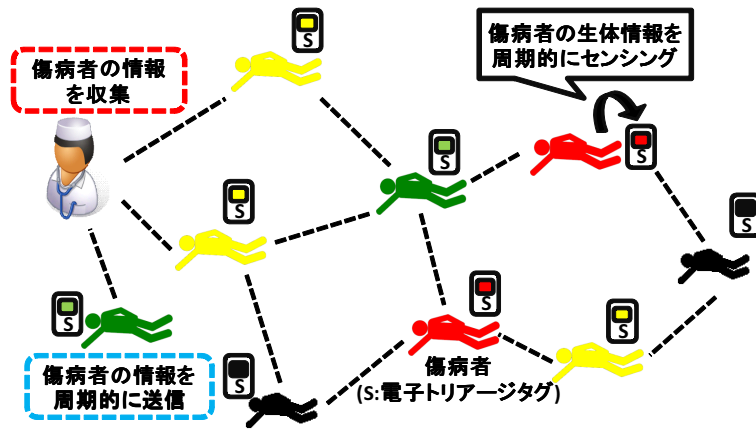 S
傷病者の生体情報を
周期的にセンシング
傷病者の情報
を収集
S
S
S
S
S
S
S
S
傷病者の情報を
周期的に送信
S
傷病者
(S:電子トリアージタグ)